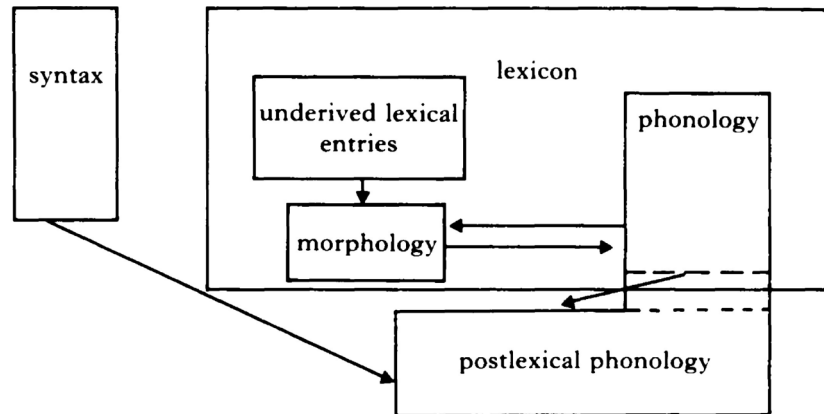 syntax
lexicon
underived lexical
entries
phonology
morphology
postlexical phonology